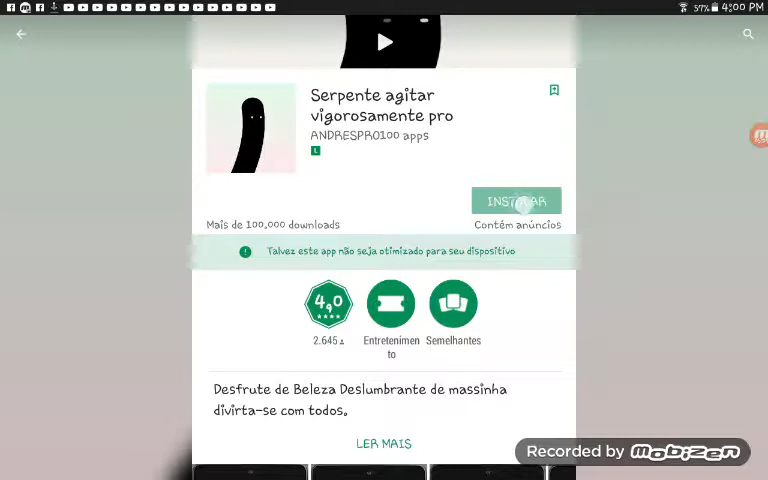 57% 4:00 PM
Serpente agitar
vigorosamente pro
ANDRESPRO100 apps
L
INSTALAR
Mais de 100.000 downloads
Contém anúncios
Talvez este app não seja otimizado para seu dispositivo
4,0
2.645
Entretenimen
to
Semelhantes
Desfrute de Beleza Deslumbrante de massinha
divirta-se com todos.
LER MAIS
Recorded by mobizen